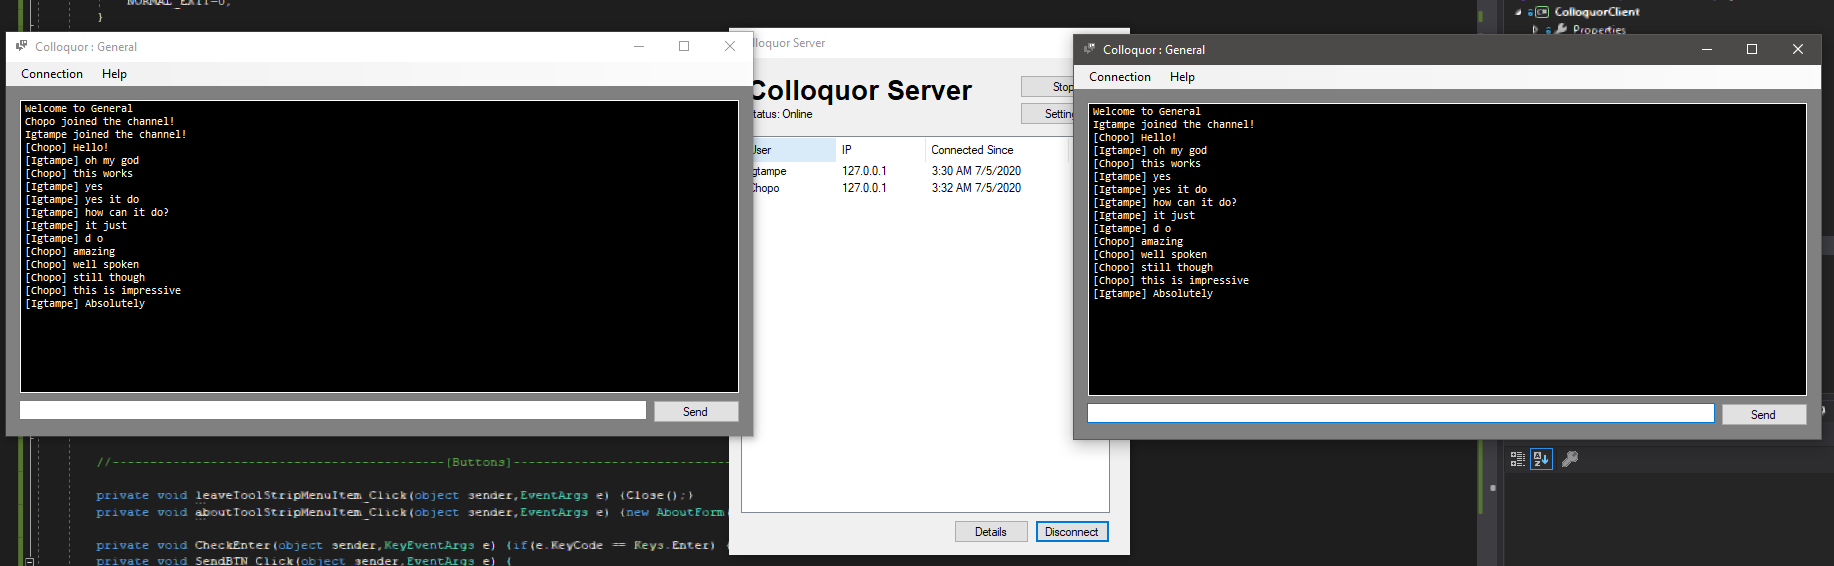 NORMAL_EXIT=0,
}
ColloquorClient
Properties
Colloquor : General
Connection Help
Welcome to General
Chopo joined the channel!
Igtampe joined the channel!
[Chopo] Hello!
[Igtampe] oh my god
[Chopo] this works
[Igtampe] yes
[Igtampe] yes it do
[Igtampe] how can it do?
[Igtampe] it just
[Igtampe] d o
[Chopo] amazing
[Chopo] well spoken
[Chopo] still though
[Chopo] this is impressive
[Igtampe] Absolutely
Send
lloquor Server
Colloquor Server
Stop
tatus: Online
Setting
User IP Connected Since
gtampe 127.0.0.1 3:30 AM 7/5/2020
Chopo 127.0.0.1 3:32 AM 7/5/2020
Details Disconnect
Colloquor : General
Connection Help
Welcome to General
Igtampe joined the channel!
[Chopo] Hello!
[Igtampe] oh my god
[Chopo] this works
[Igtampe] yes
[Igtampe] yes it do
[Igtampe] how can it do?
[Igtampe] it just
[Igtampe] d o
[Chopo] amazing
[Chopo] well spoken
[Chopo] still though
[Chopo] this is impressive
[Igtampe] Absolutely
Send
//--------------------------------------------[Buttons]-----------------------------
private void leaveToolStripMenuItem_Click(object sender,EventArgs e) {Close();}
private void aboutToolStripMenuItem_Click(object sender,EventArgs e) {new AboutForm(
private void CheckEnter(object sender,KeyEventArgs e) {if(e.KeyCode == Keys.Enter) {
private void SendBTN_Click(object sender,EventArgs e) {